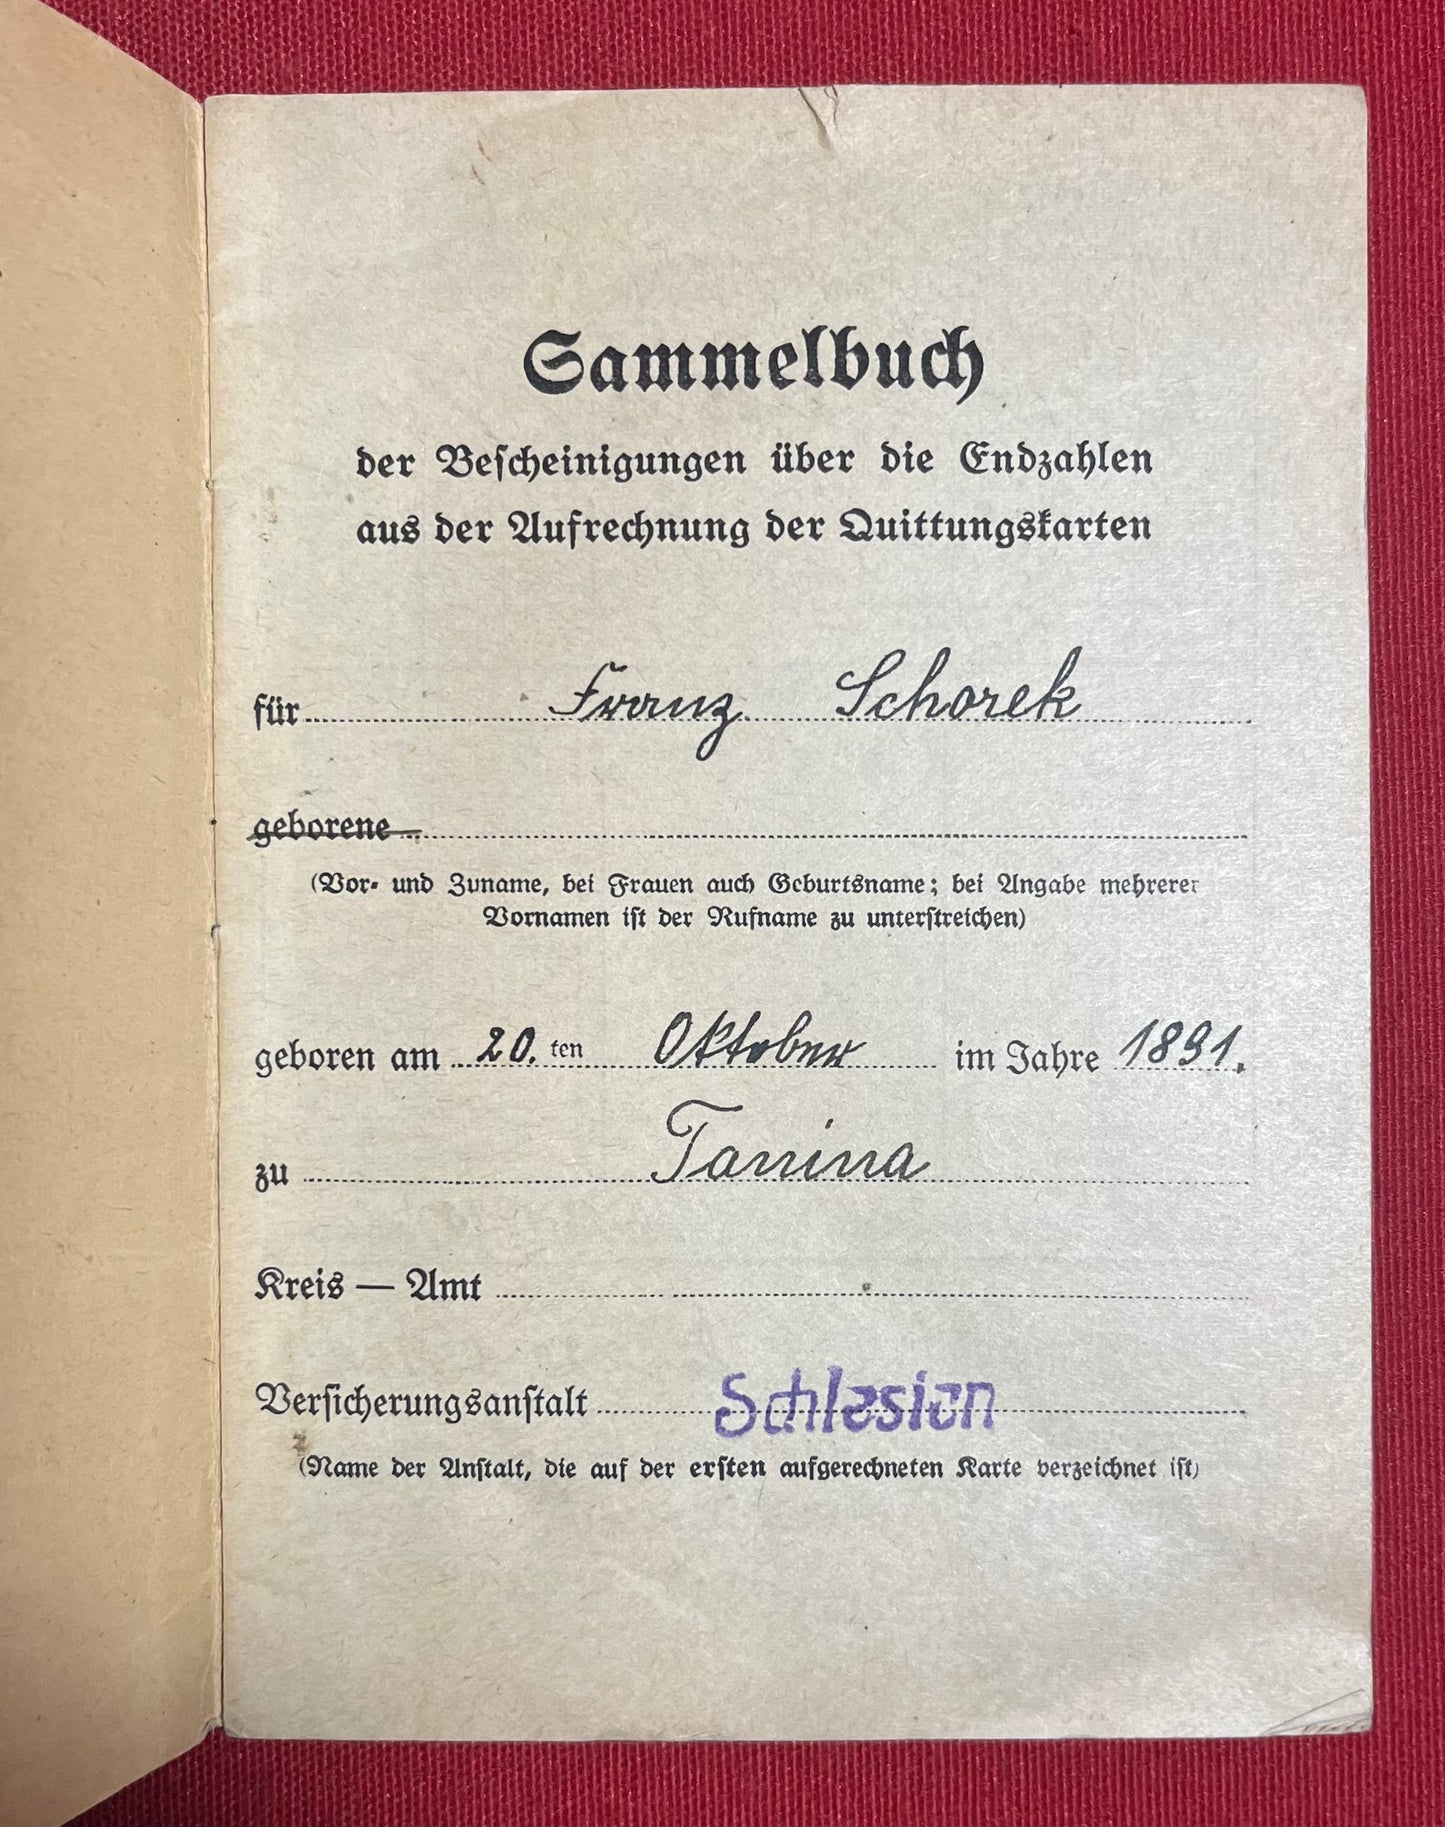 Sammelbuch
der Bescheinigungen über die Endzahlen
aus der Aufrechnung der Quittungskarten
für Franz Schorek
geborene
(Vor- und Zuname, bei Frauen auch Geburtsname; bei Angabe mehrerer
Vornamen ist der Rufname zu unterstreichen)
geboren am 20. ten Oktober im Jahre 1891.
zu Tanina
Kreis — Amt
Versicherungsanstalt Schlesien
(Name der Anstalt, die auf der ersten aufgerechneten Karte verzeichnet ist)